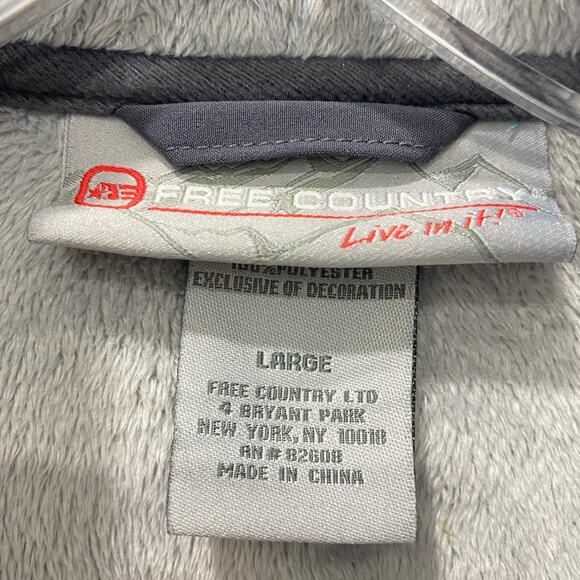 FREE COUNTRY®
Live in it!®
100% POLYESTER
EXCLUSIVE OF DECORATION
LARGE
FREE COUNTRY LTD
4 BRYANT PARK
NEW YORK, NY 10018
RN # 82608
MADE IN CHINA